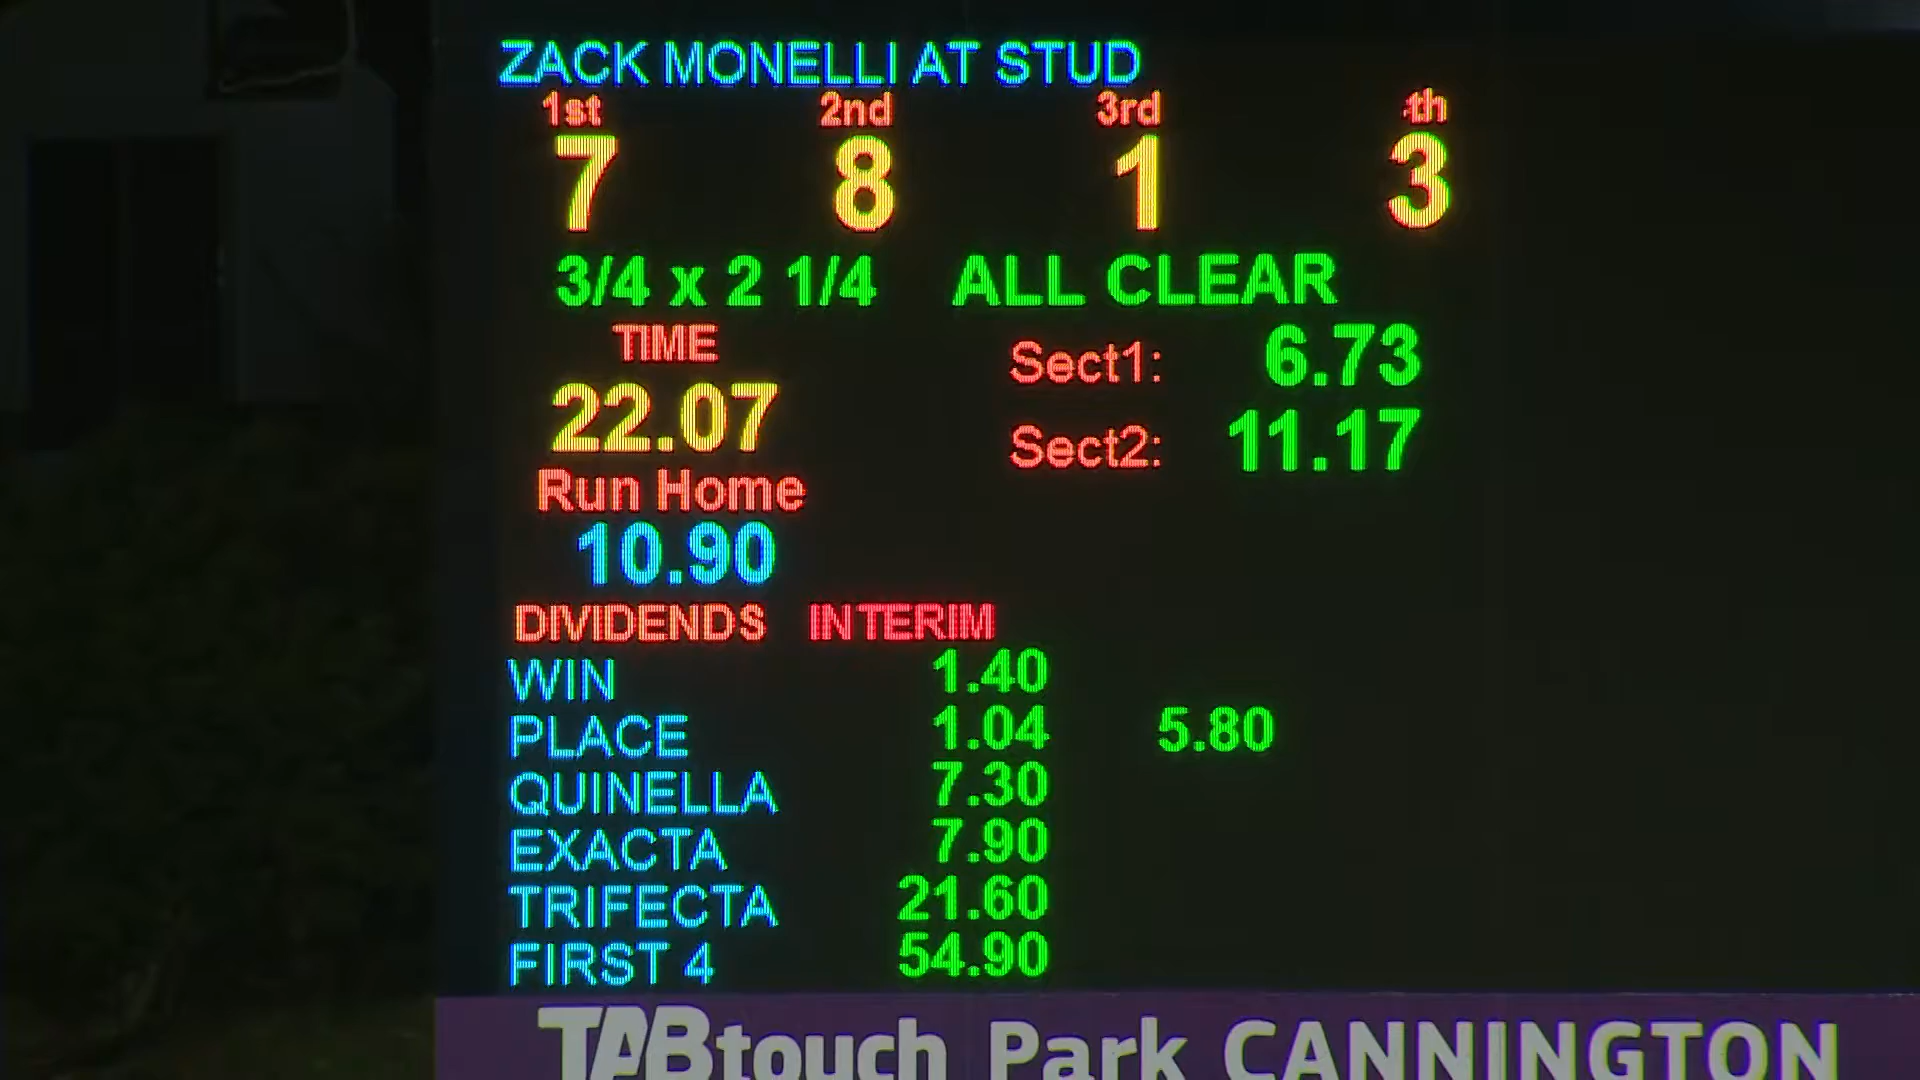 ZACK MONELLI AT STUD
1st 2nd 3rd th
7 8 1 3
3/4 x 2 1/4 ALL CLEAR
TIME
22.07
Sect1: 6.73
Sect2: 11.17
Run Home
10.90
DIVIDENDS INTERIM
WIN 1.40
PLACE 1.04 5.80
QUINELLA 7.30
EXACTA 7.90
TRIFECTA 21.60
FIRST 4 54.90
TABtouch Park CANNINGTON